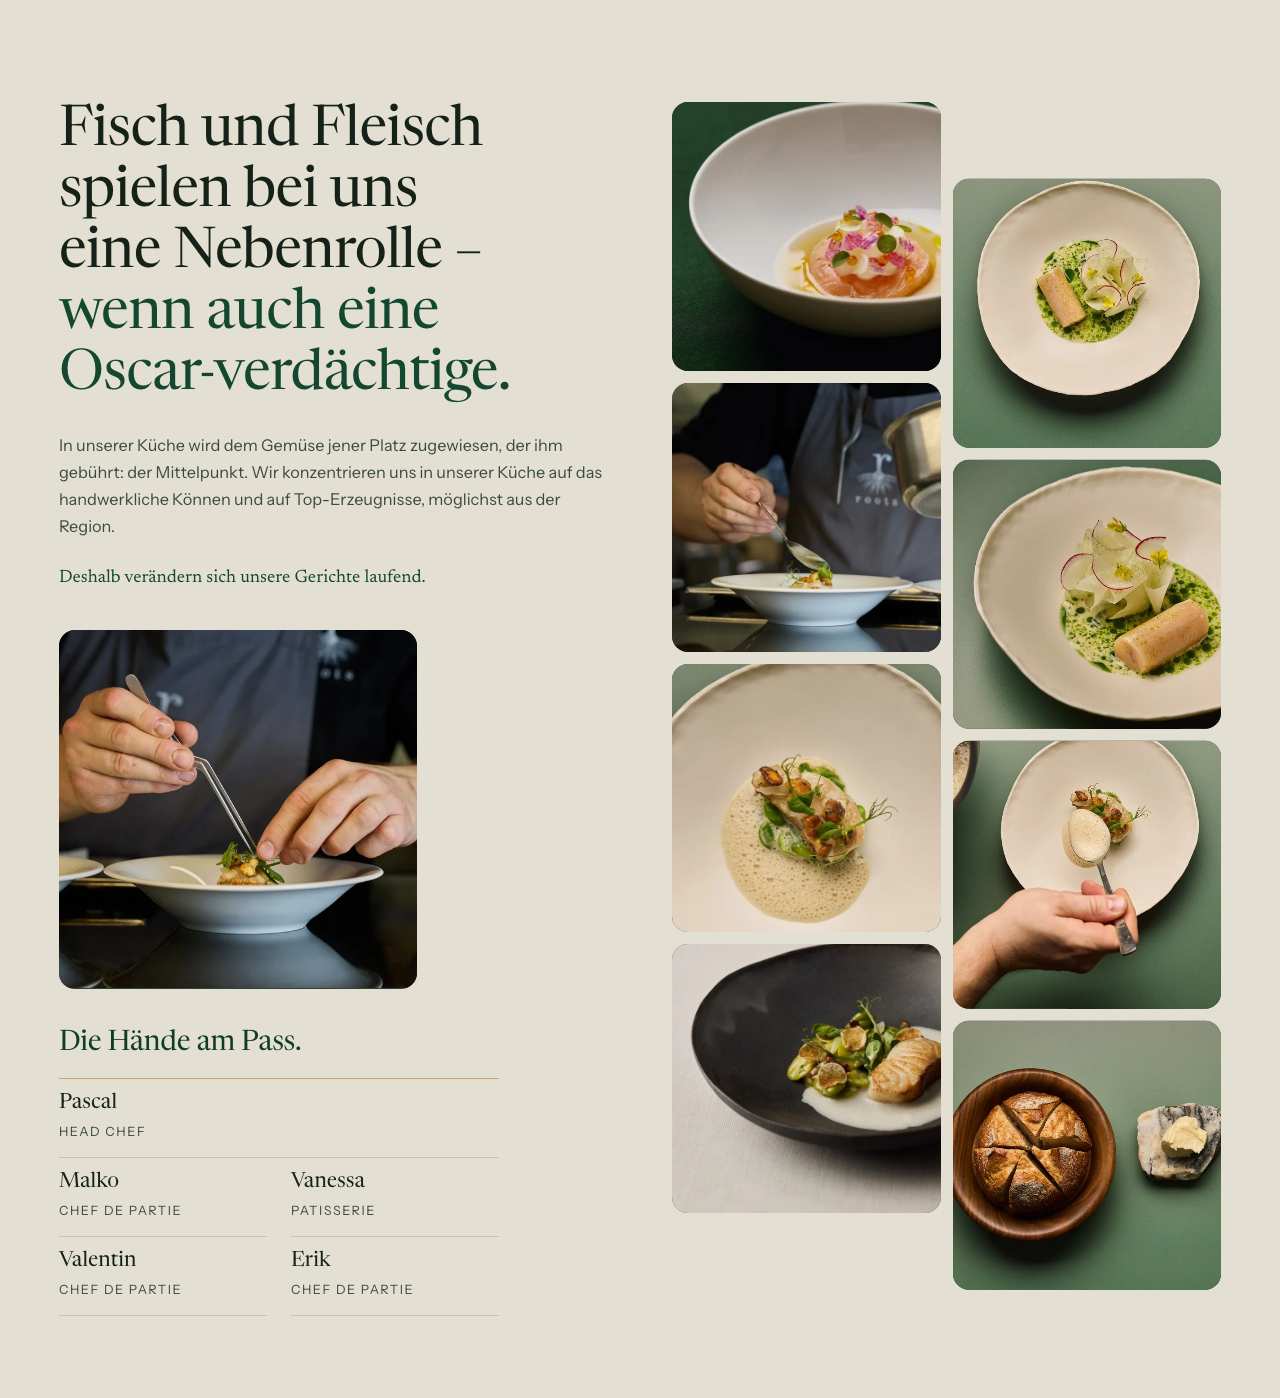 Fisch und Fleisch
spielen bei uns
eine Nebenrolle –
wenn auch eine
Oscar-verdächtige.
In unserer Küche wird dem Gemüse jener Platz zugewiesen, der ihm
gebührt: der Mittelpunkt. Wir konzentrieren uns in unserer Küche auf das
handwerkliche Können und auf Top-Erzeugnisse, möglichst aus der
Region.
Deshalb verändern sich unsere Gerichte laufend.
r
roots
Die Hände am Pass.
Pascal
HEAD CHEF
Malko
CHEF DE PARTIE
Vanessa
PATISSERIE
Valentin
CHEF DE PARTIE
Erik
CHEF DE PARTIE